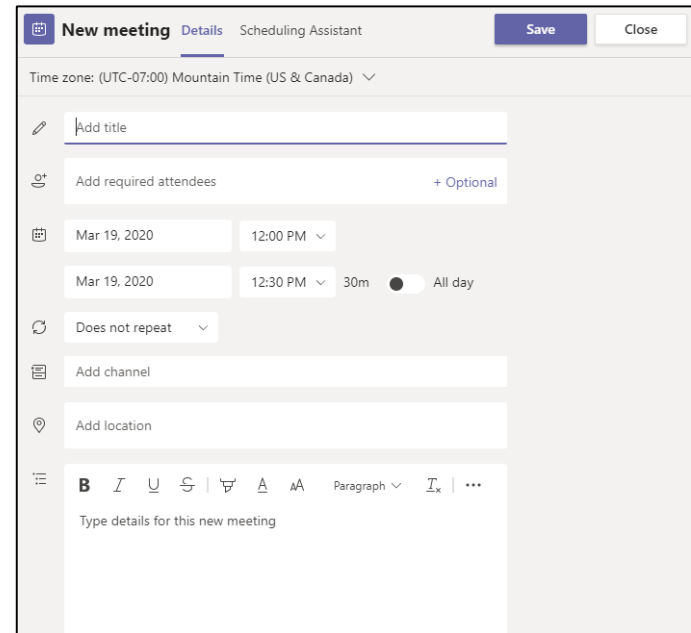 New meeting Details Scheduling Assistant Save Close
Time zone: (UTC-07:00) Mountain Time (US & Canada)
Add title
Add required attendees + Optional
Mar 19, 2020 12:00 PM
Mar 19, 2020 12:30 PM 30m All day
Does not repeat
Add channel
Add location
B I U S A AA Paragraph Tx ...
Type details for this new meeting